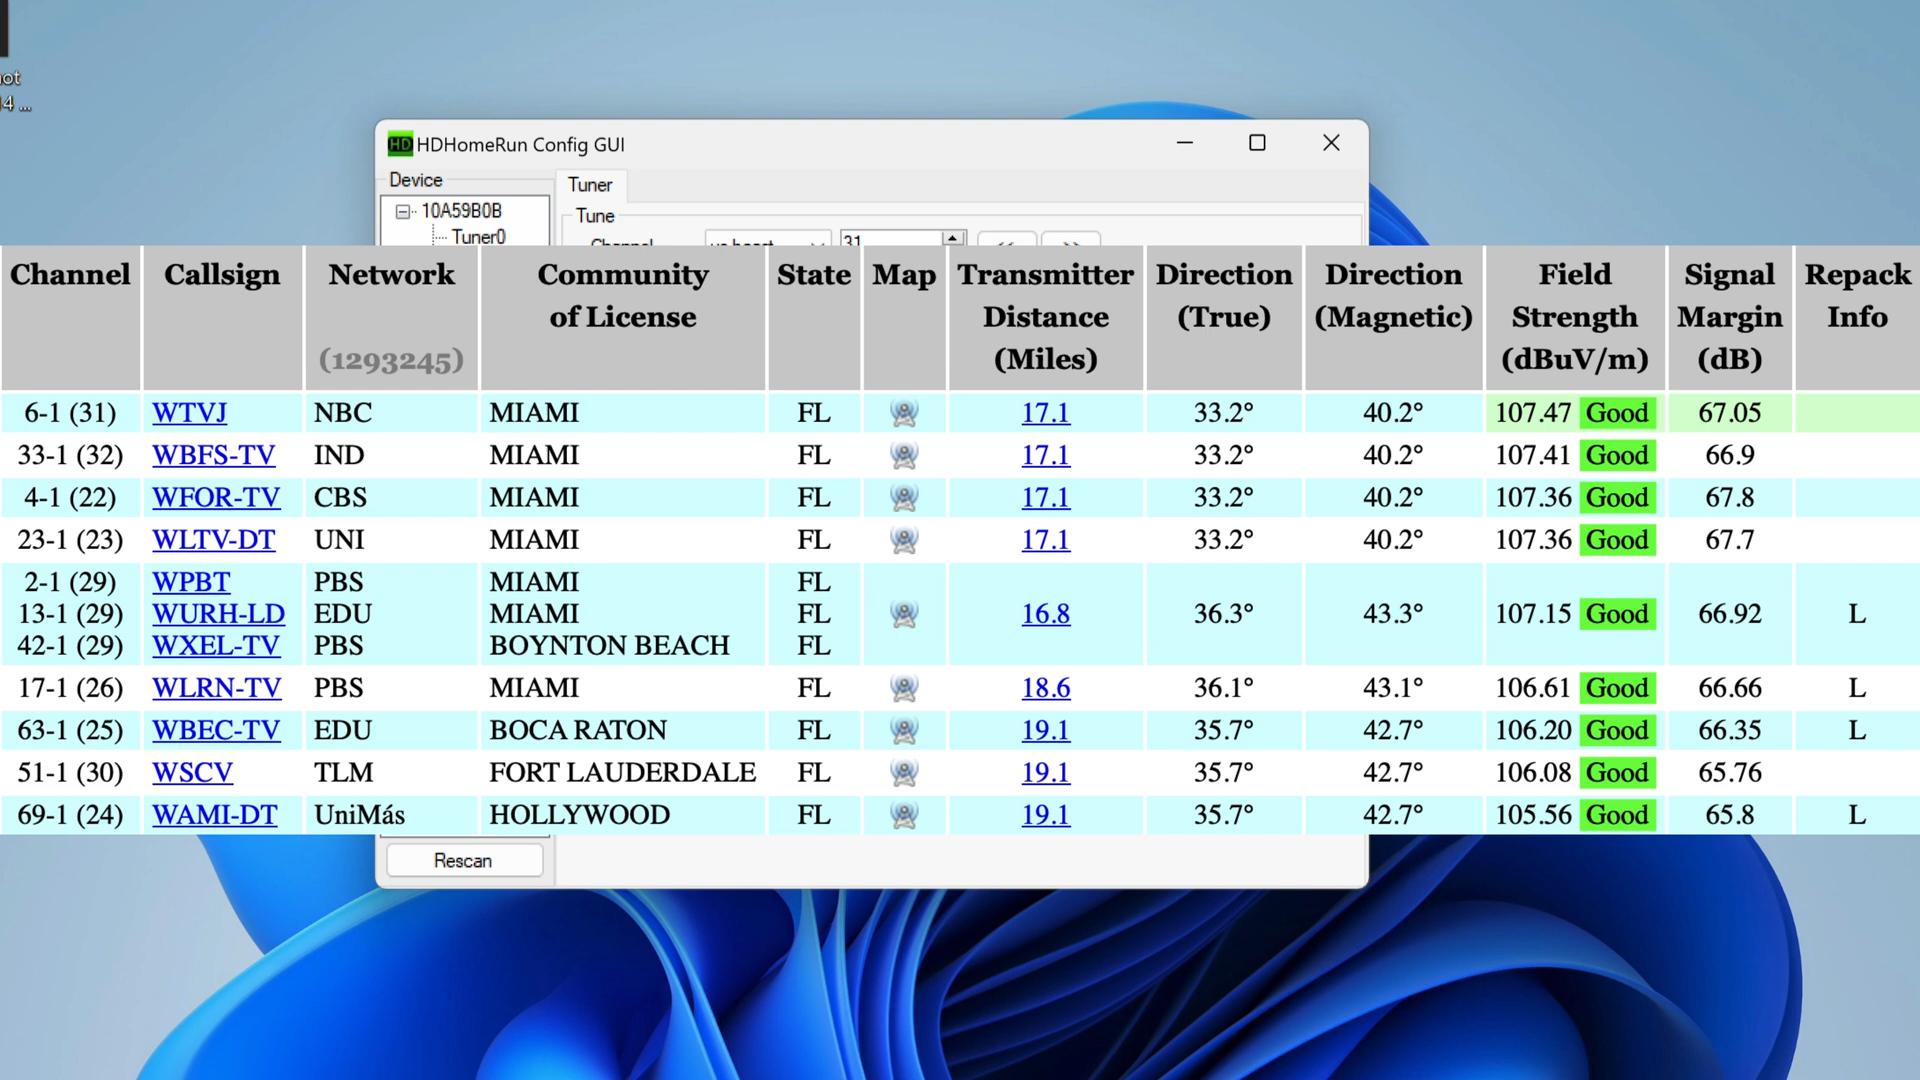 4 ...
HD HDHomeRun Config GUI
Device
Tuner
10A59B0B
Tune
Tuner0
31
Channel Callsign Network Community State Map Transmitter Direction Direction Field Signal Repack
of License Distance (True) (Magnetic) Strength Margin Info
(1293245) (Miles) (dBuV/m) (dB)
6-1 (31) WTVJ NBC MIAMI FL 17.1 33.2° 40.2° 107.47 Good 67.05
33-1 (32) WBFS-TV IND MIAMI FL 17.1 33.2° 40.2° 107.41 Good 66.9
4-1 (22) WFOR-TV CBS MIAMI FL 17.1 33.2° 40.2° 107.36 Good 67.8
23-1 (23) WLTV-DT UNI MIAMI FL 17.1 33.2° 40.2° 107.36 Good 67.7
2-1 (29) WPBT PBS MIAMI FL
13-1 (29) WURH-LD EDU MIAMI FL 16.8 36.3° 43.3° 107.15 Good 66.92 L
42-1 (29) WXEL-TV PBS BOYNTON BEACH FL
17-1 (26) WLRN-TV PBS MIAMI FL 18.6 36.1° 43.1° 106.61 Good 66.66 L
63-1 (25) WBEC-TV EDU BOCA RATON FL 19.1 35.7° 42.7° 106.20 Good 66.35 L
51-1 (30) WSCV TLM FORT LAUDERDALE FL 19.1 35.7° 42.7° 106.08 Good 65.76
69-1 (24) WAMI-DT UniMás HOLLYWOOD FL 19.1 35.7° 42.7° 105.56 Good 65.8 L
Rescan